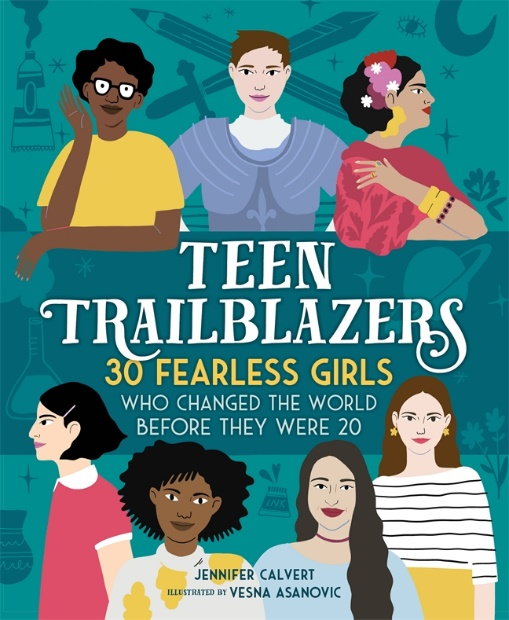 TEEN
TRAILBLAZERS
30 FEARLESS GIRLS
WHO CHANGED THE WORLD
BEFORE THEY WERE 20
JENNIFER CALVERT
ILLUSTRATED BY VESNA ASANOVIC